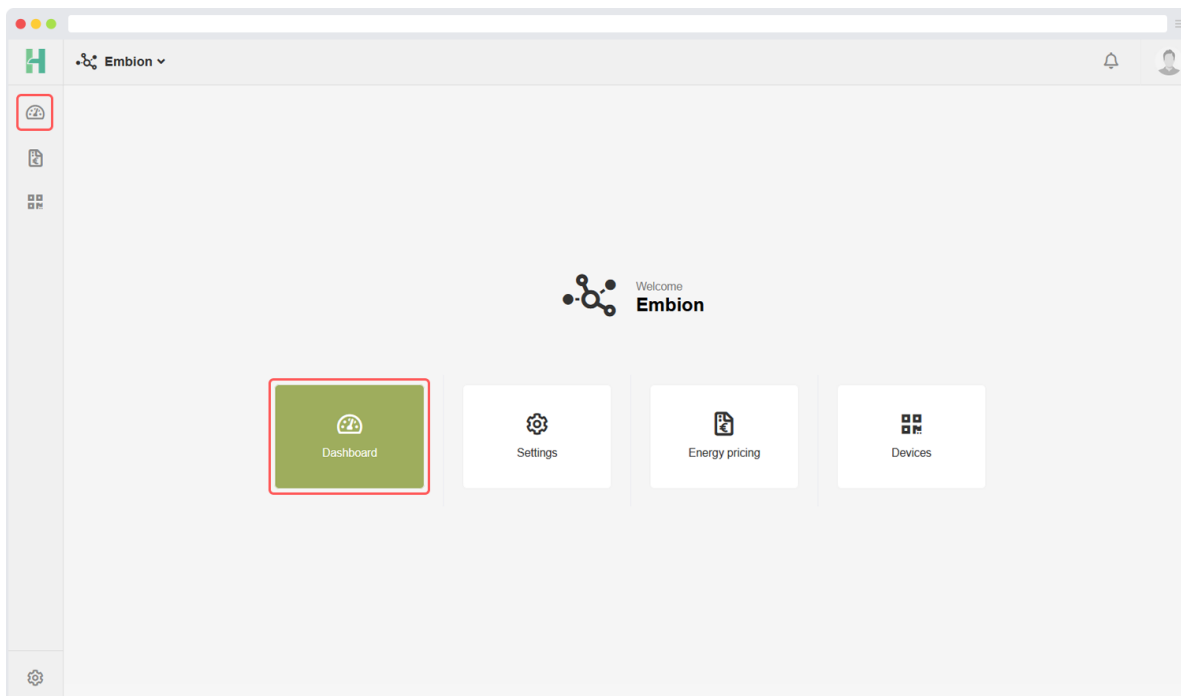 Embion
Welcome
Embion
Dashboard
Settings
Energy pricing
Devices